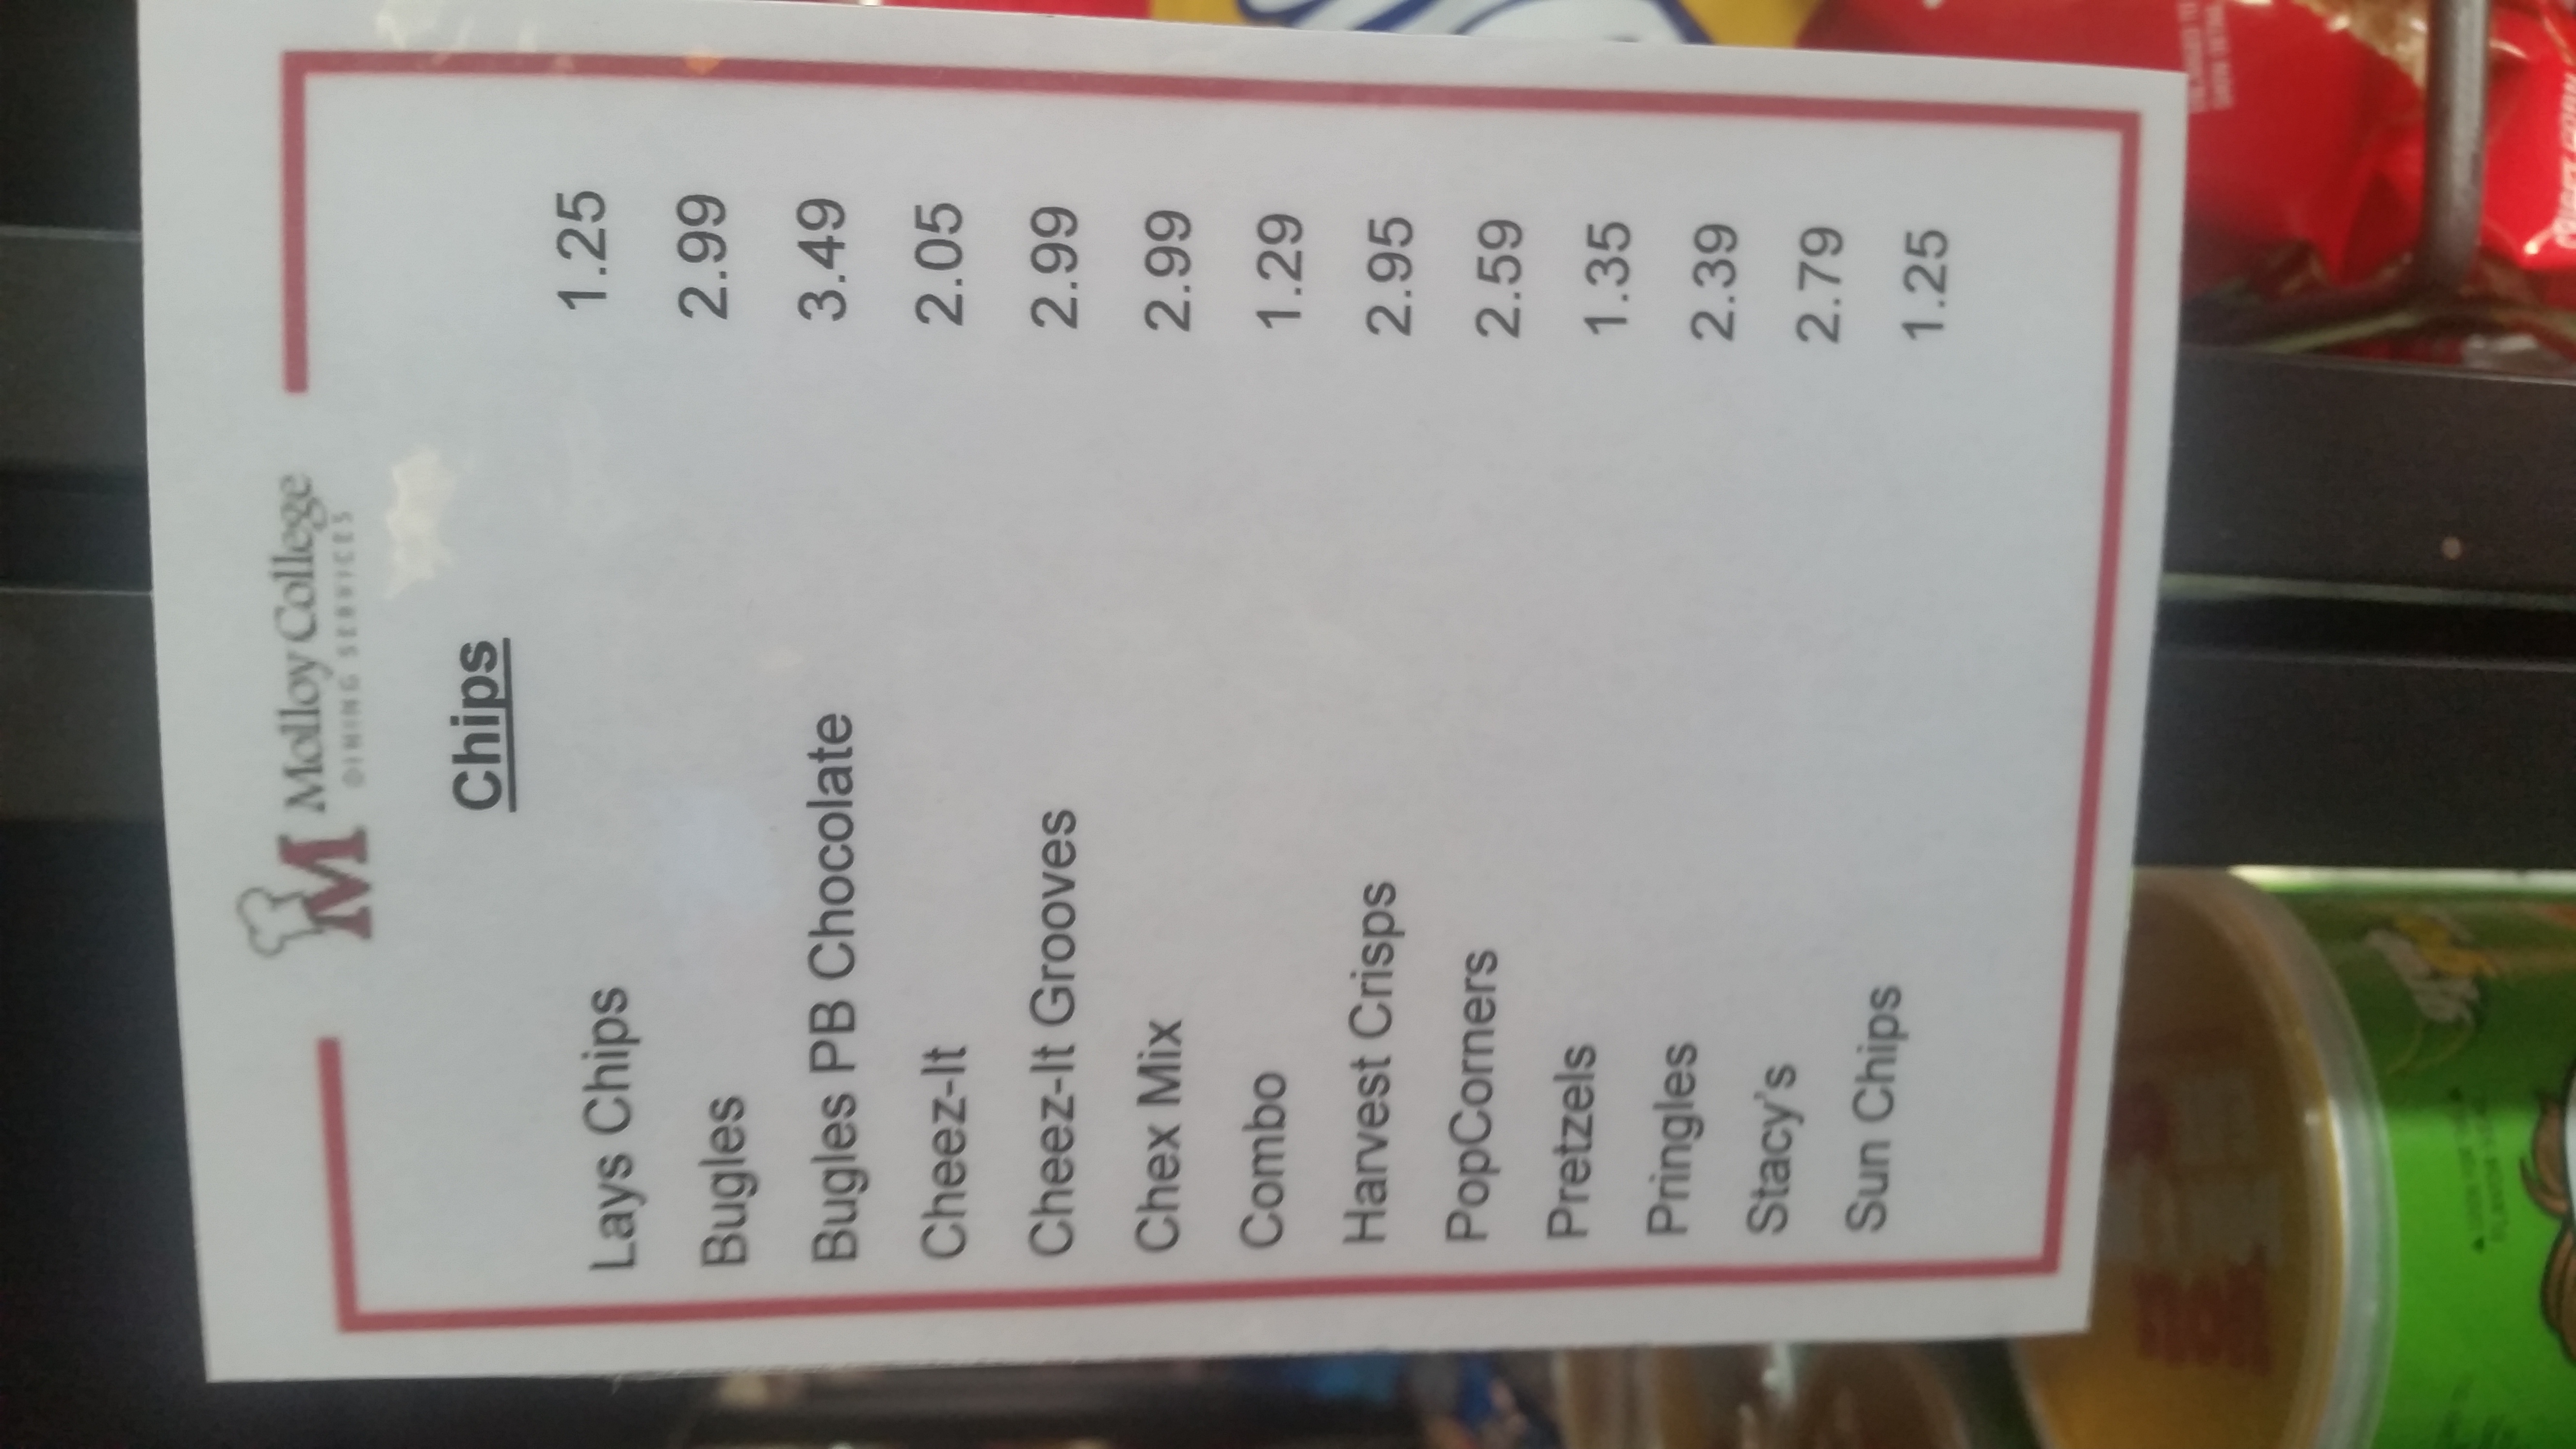 Molloy College
DINING SERVICES
Chips
Lays Chips 1.25
Bugles 2.99
Bugles PB Chocolate 3.49
Cheez-It 2.05
Cheez-It Grooves 2.99
Chex Mix 2.99
Combo 1.29
Harvest Crisps 2.95
PopCorners 2.59
Pretzels 1.35
Pringles 2.39
Stacy's 2.79
Sun Chips 1.25